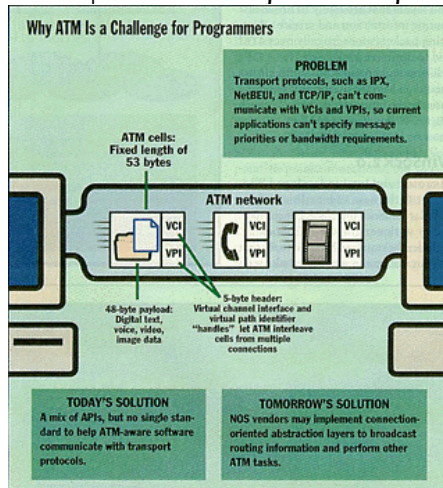 Why ATM Is a Challenge for Programmers
PROBLEM
Transport protocols, such as IPX,
NetBEUI, and TCP/IP, can't com-
municate with VCIs and VPIs, so current
applications can't specify message
priorities or bandwidth requirements.
ATM cells:
Fixed length of
53 bytes
ATM network
VCI
VPI
VCI
VPI
VCI
VPI
48-byte payload:
Digital text,
voice, video,
image data
5-byte header:
Virtual channel interface and
virtual path identifier
"handles" let ATM interleave
cells from multiple
connections
TODAY'S SOLUTION
A mix of APIs, but no single stan-
dard to help ATM-aware software
communicate with transport
protocols.
TOMORROW'S SOLUTION
NOS vendors may implement connection-
oriented abstraction layers to broadcast
routing information and perform other
ATM tasks.